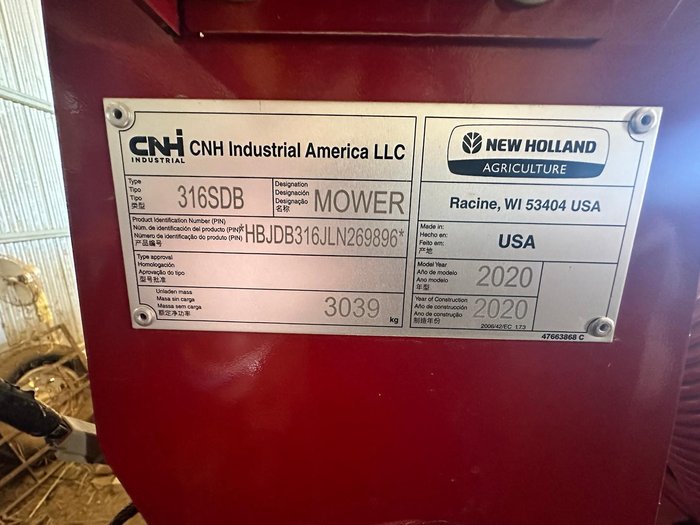 CNH
INDUSTRIAL
CNH Industrial America LLC
Type
Tipo
Tipo
类型
316SDB
Designation
Designación
Designação
名称
MOWER
Product Identification Number (PIN)
Núm. de identificación del producto (PIN)
Número de identificação do produto (PIN)
产品编号
*HBJDB316JLN269896*
Type approval
Homologación
Aprovação do tipo
型号批准
Unladen mass
Masa sin carga
Massa sem carga
额定净功率
3039
kg
NEW HOLLAND
AGRICULTURE
Racine, WI 53404 USA
Made in:
Hecho en:
Feito em:
产地
USA
Model Year
Año de modelo
Ano de modelo
年型
2020
Year of Construction
Año de construcción
Ano de construção
制造年份
2020
2006/42/EC_1.7.3
47663868 C